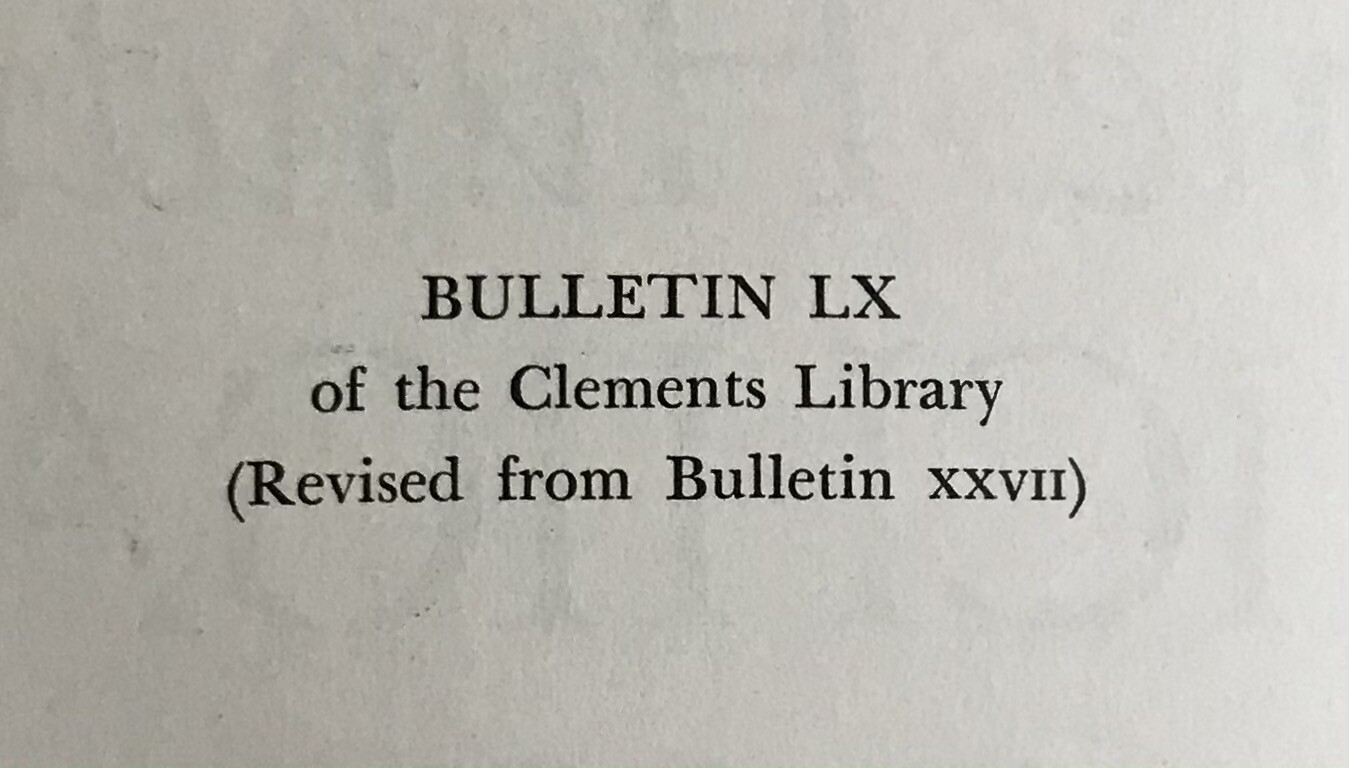 BULLETIN LX
of the Clements Library
(Revised from Bulletin XXVII)